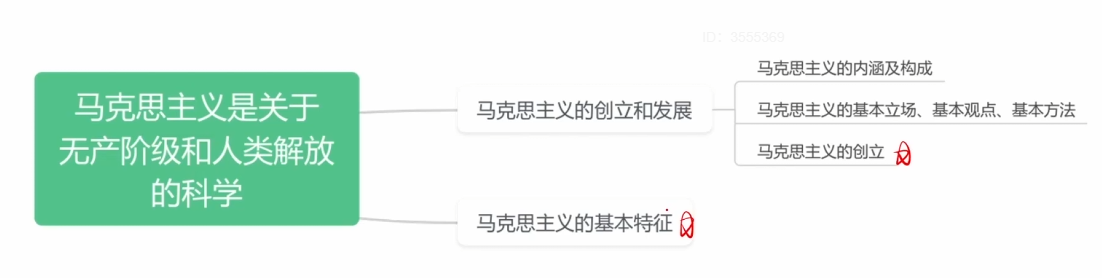 ID: 3555369
马克思主义是关于
无产阶级和人类解放
的科学
马克思主义的创立和发展
马克思主义的内涵及构成
马克思主义的基本立场、基本观点、基本方法
马克思主义的创立
马克思主义的基本特征